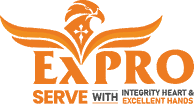 EXPRO
SERVE WITH INTEGRITY HEART &
EXCELLENT HANDS